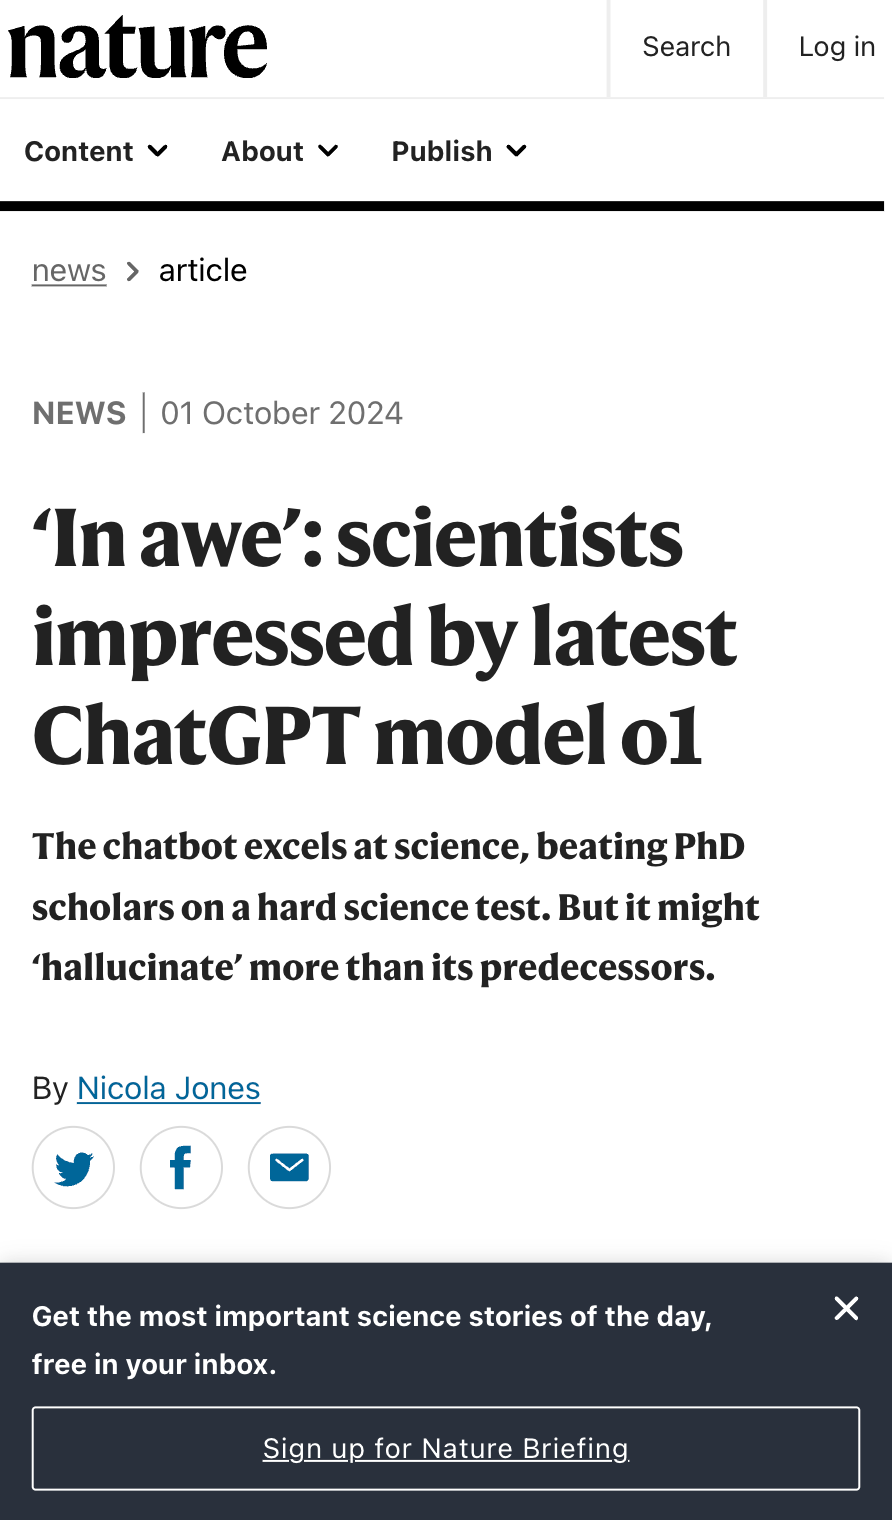 nature
Search
Log in
Content
About
Publish
news > article
NEWS | 01 October 2024
‘In awe’: scientists
impressed by latest
ChatGPT model o1
The chatbot excels at science, beating PhD
scholars on a hard science test. But it might
‘hallucinate’ more than its predecessors.
By Nicola Jones
Get the most important science stories of the day,
free in your inbox.
Sign up for Nature Briefing